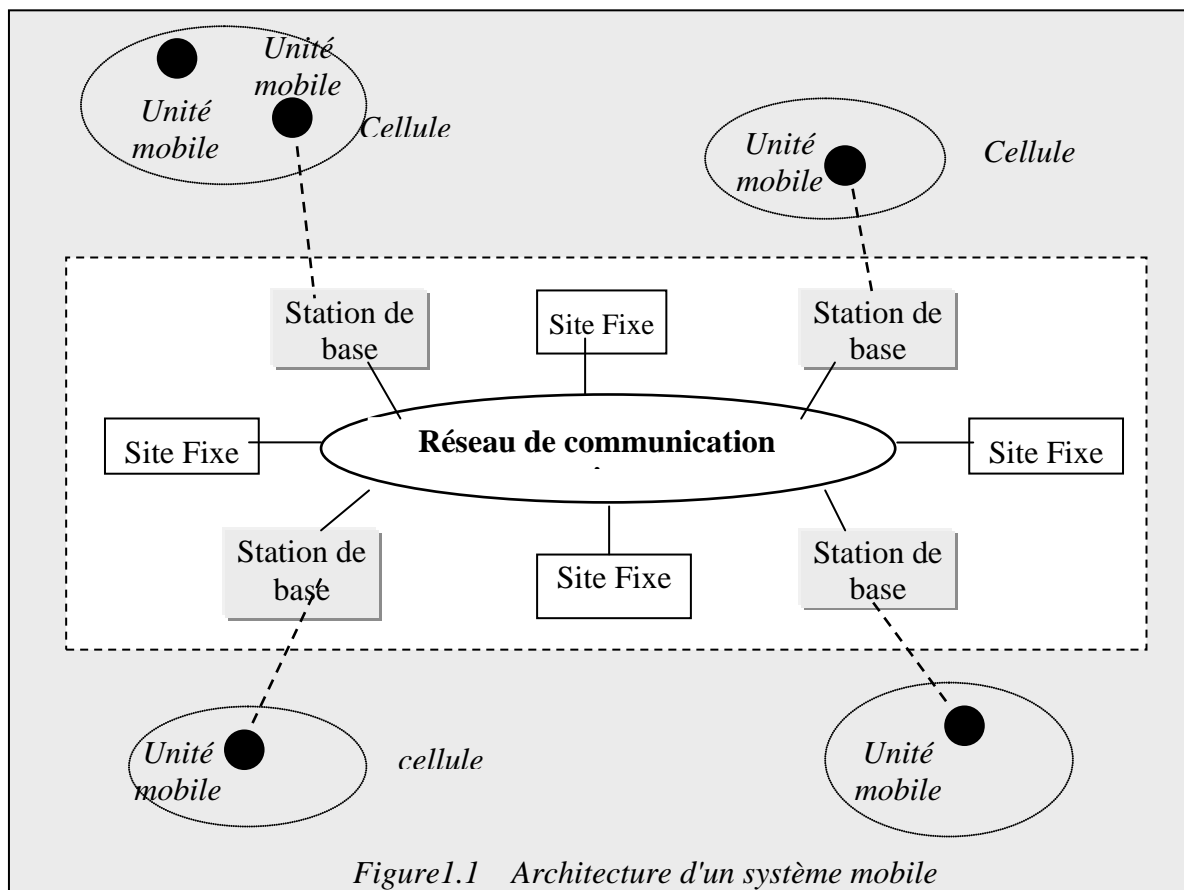 Unité
mobile
Unité
mobile
Cellule
Unité
mobile
Cellule
Station de
base
Site Fixe
Station de
base
Site Fixe
Réseau de communication
Site Fixe
Station de
base
Site Fixe
Station de
base
Unité
mobile
cellule
Unité
mobile
Figure1.1 Architecture d'un système mobile